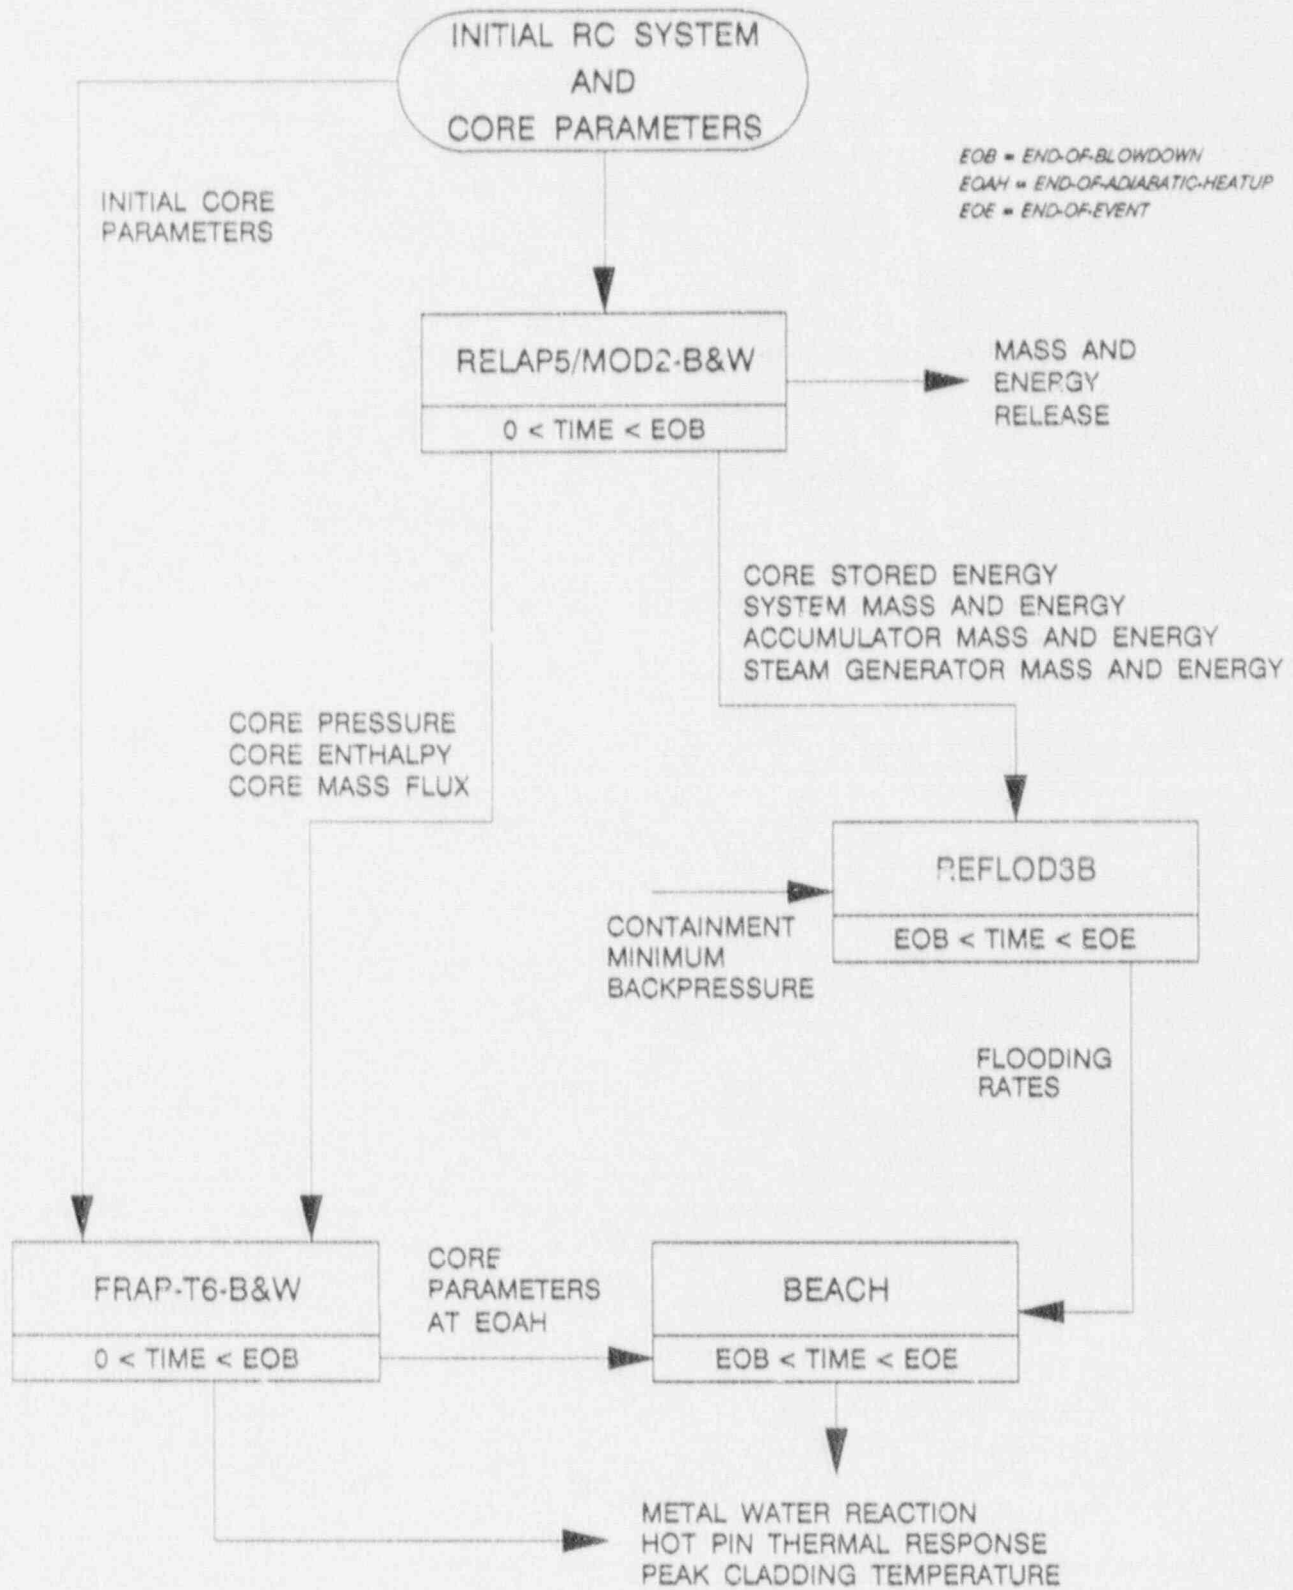 INITIAL RC SYSTEM
AND
CORE PARAMETERS
EOB = END-OF-BLOWDOWN
EOAH = END-OF-ADIABATIC-HEATUP
EOE = END-OF-EVENT
INITIAL CORE
PARAMETERS
RELAP5/MOD2-B&W
0 < TIME < EOB
MASS AND
ENERGY
RELEASE
CORE STORED ENERGY
SYSTEM MASS AND ENERGY
ACCUMULATOR MASS AND ENERGY
STEAM GENERATOR MASS AND ENERGY
CORE PRESSURE
CORE ENTHALPY
CORE MASS FLUX
REFLOD3B
EOB < TIME < EOE
CONTAINMENT
MINIMUM
BACKPRESSURE
FLOODING
RATES
FRAP-T6-B&W
0 < TIME < EOB
CORE
PARAMETERS
AT EOAH
BEACH
EOB < TIME < EOE
METAL WATER REACTION
HOT PIN THERMAL RESPONSE
PEAK CLADDING TEMPERATURE